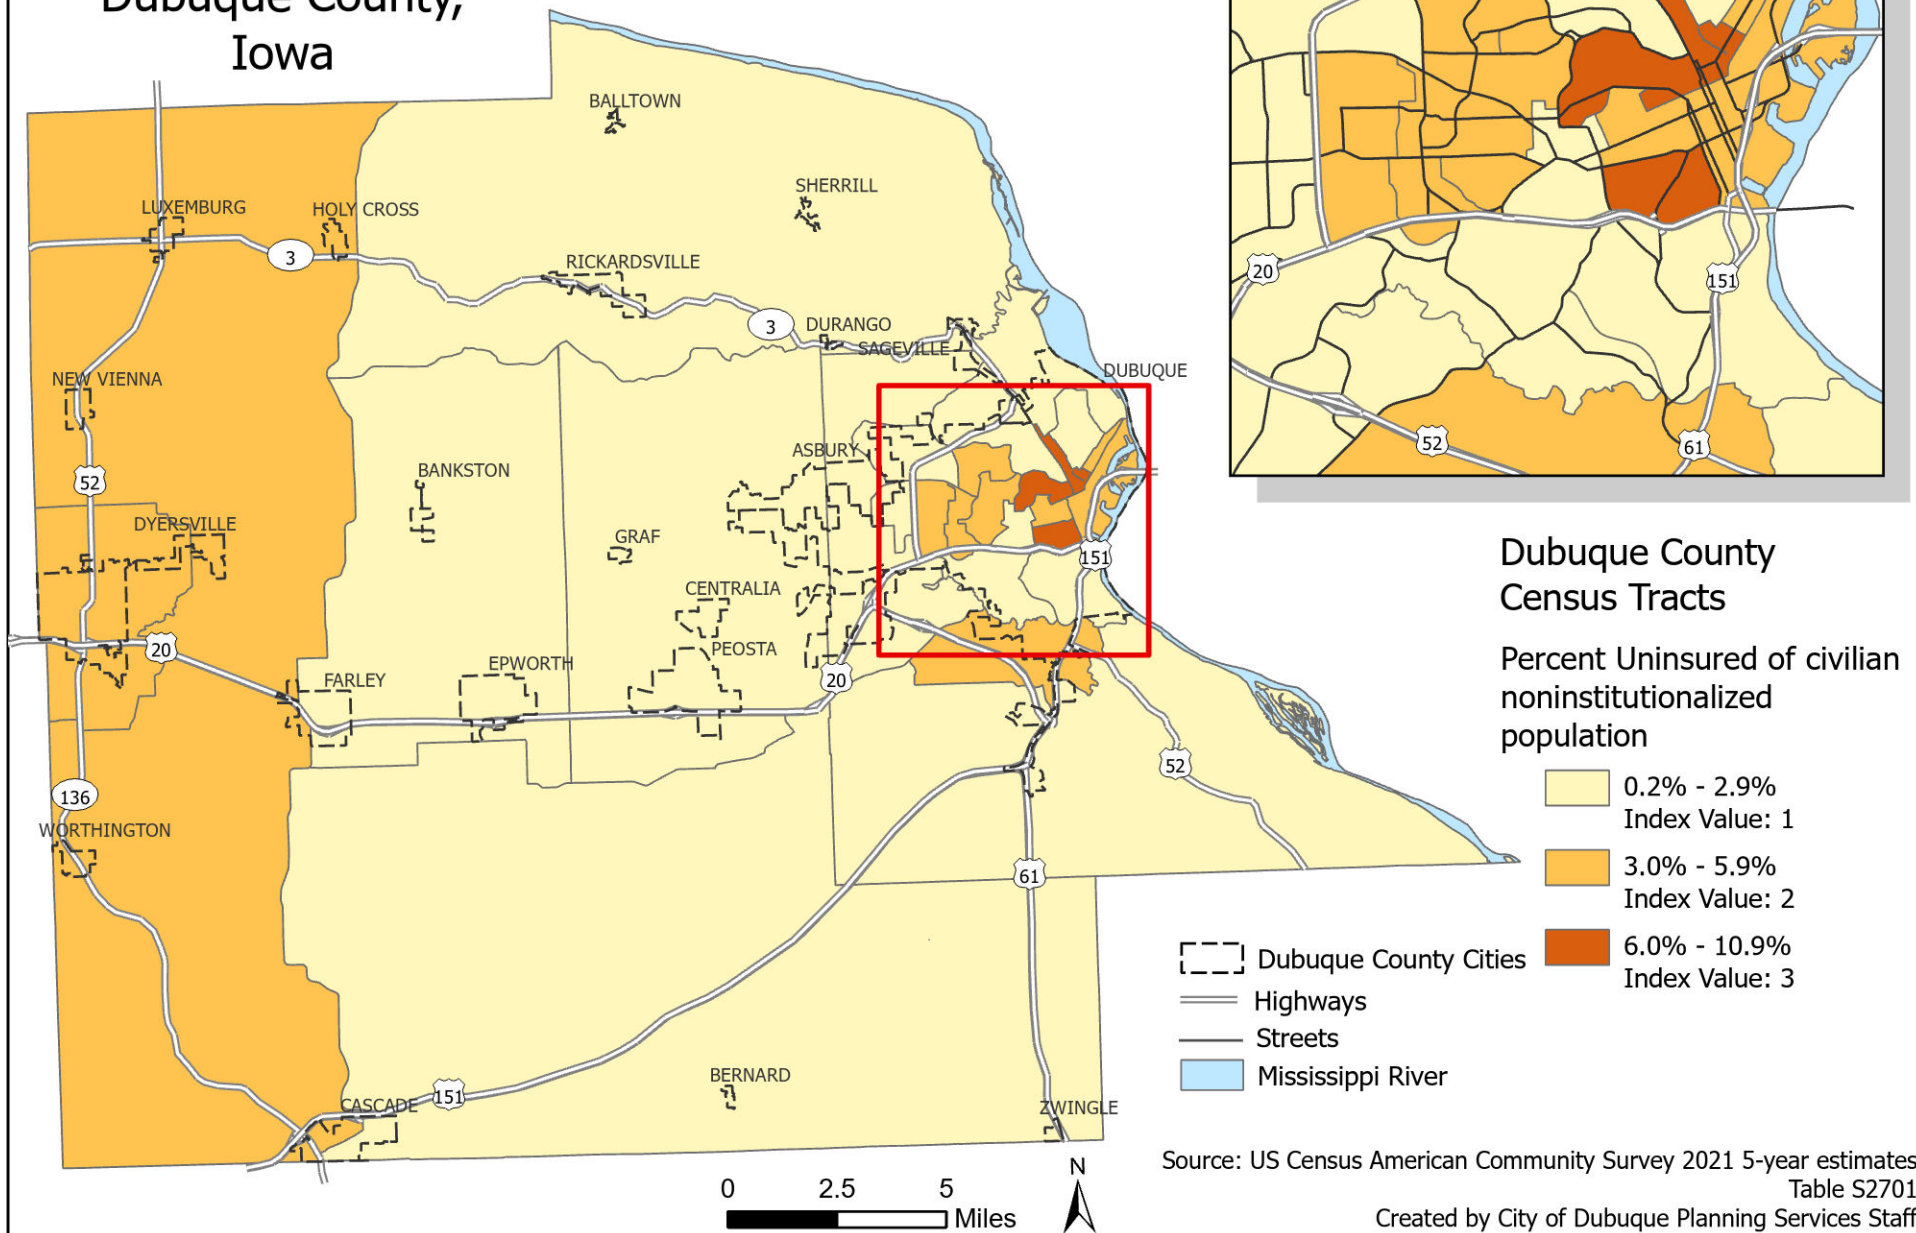 Dubuque County,
Iowa
BALLTOWN
SHERRILL
LUXEMBURG
HOLY CROSS
3
RICKARDSVILLE
3
DURANGO
SAGEVILLE
NEW VIENNA
DUBUQUE
ASBURY
BANKSTON
52
DYERSVILLE
GRAF
151
CENTRALIA
20
PEOSTA
EPWORTH
FARLEY
20
52
136
WORTHINGTON
61
BERNARD
151
CASCADE
ZWINGLE
20
151
52
61
Dubuque County
Census Tracts
Percent Uninsured of civilian
noninstitutionalized
population
0.2% - 2.9%
Index Value: 1
3.0% - 5.9%
Index Value: 2
6.0% - 10.9%
Index Value: 3
Dubuque County Cities
Highways
Streets
Mississippi River
N
0 2.5 5
Miles
Source: US Census American Community Survey 2021 5-year estimates
Table S2701
Created by City of Dubuque Planning Services Staff